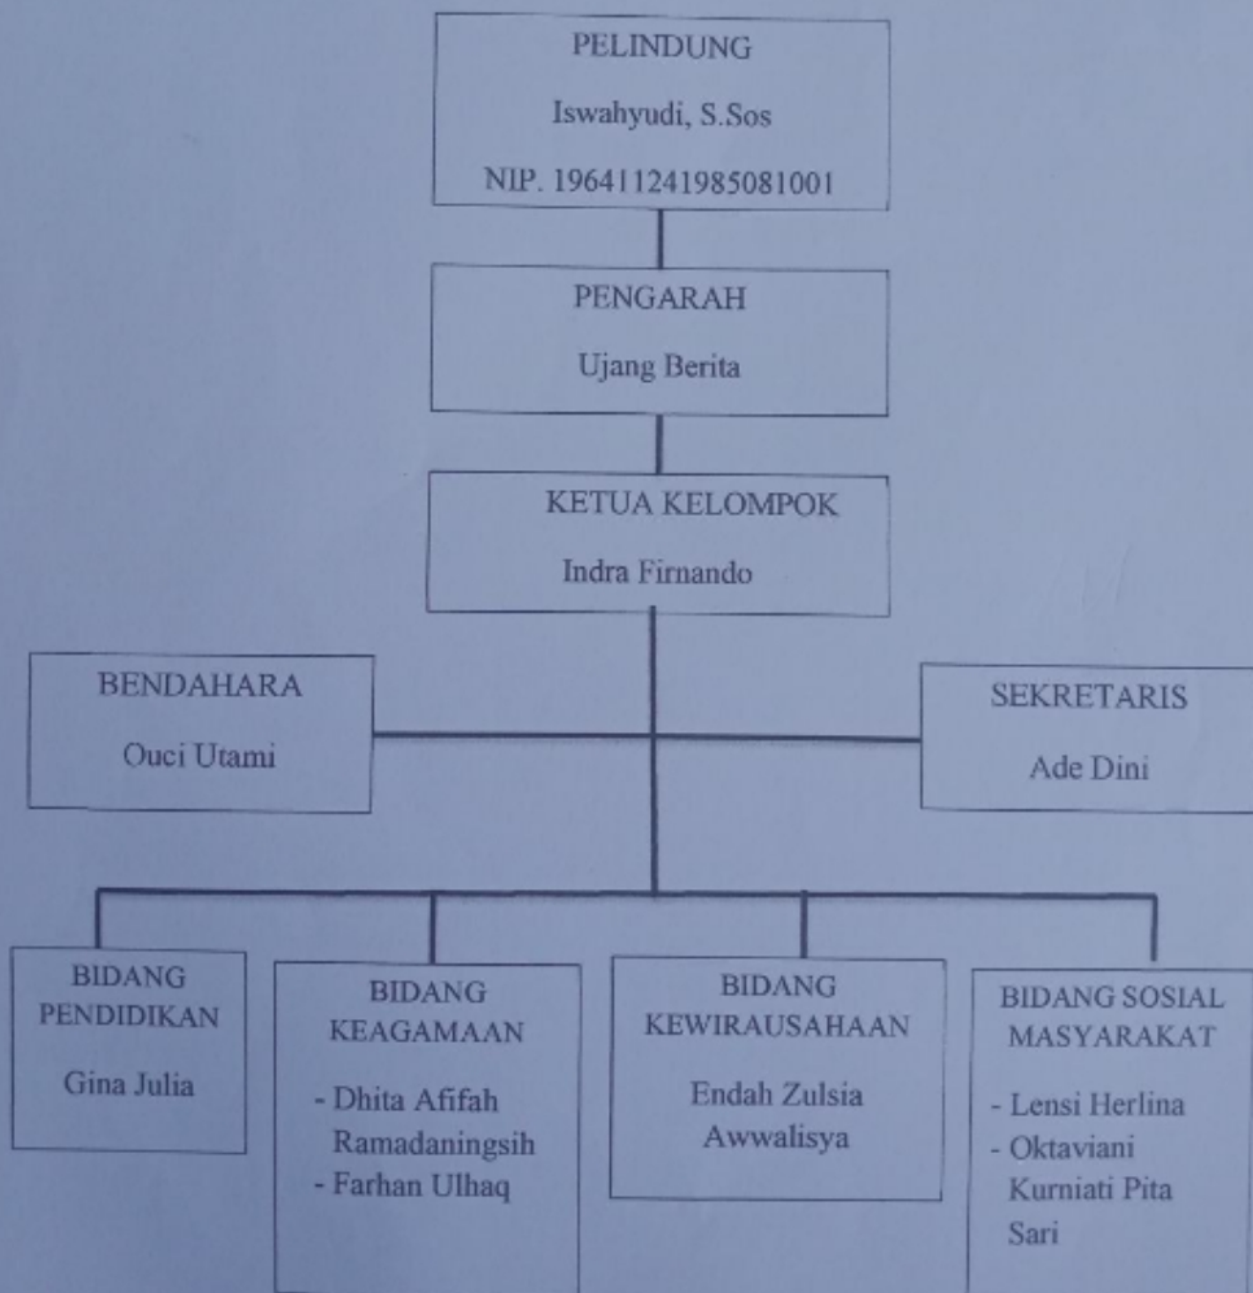 PELINDUNG
Iswahyudi, S.Sos
NIP. 196411241985081001
PENGARAH
Ujang Berita
KETUA KELOMPOK
Indra Firnando
BENDAHARA
Ouci Utami
SEKRETARIS
Ade Dini
BIDANG
PENDIDIKAN
Gina Julia
BIDANG
KEAGAMAAN
- Dhita Afifah
Ramadaningsih
- Farhan Ulhaq
BIDANG
KEWIRAUSAHAAN
Endah Zulsia
Awwalisya
BIDANG SOSIAL
MASYARAKAT
- Lensi Herlina
- Oktaviani
Kurniati Pita
Sari